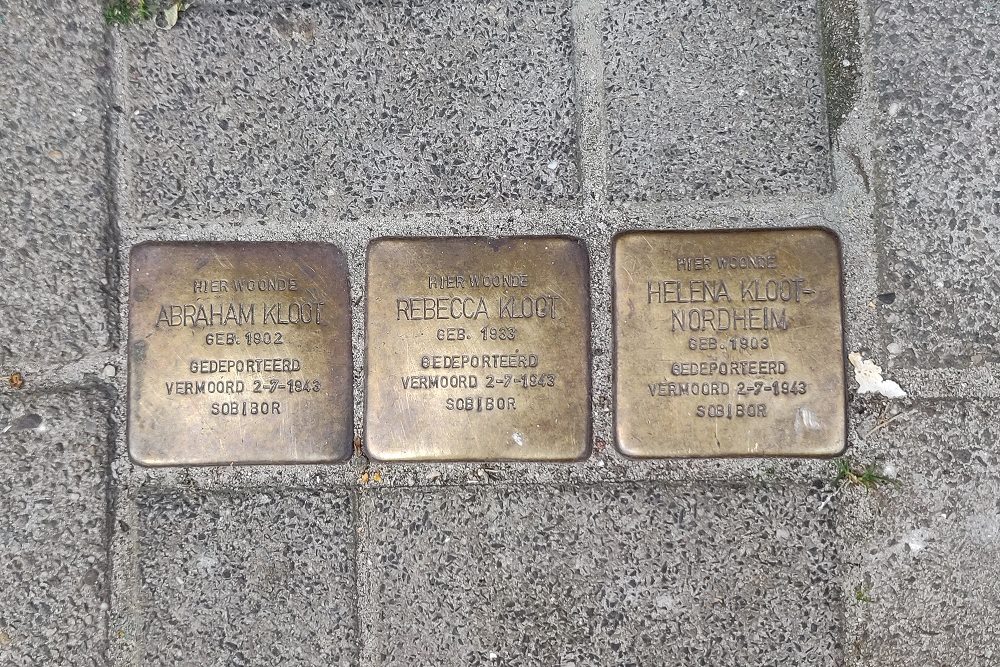 HIER WOONDE
ABRAHAM KLOOT
GEB. 1902
GEDEPORTEERD
VERMOORD 2-7-1943
SOBIBOR
HIER WOONDE
REBECCA KLOOT
GEB. 1933
GEDEPORTEERD
VERMOORD 2-7-1943
SOBIBOR
HIER WOONDE
HELENA KLOOT-
NORDHEIM
GEB. 1903
GEDEPORTEERD
VERMOORD 2-7-1943
SOBIBOR